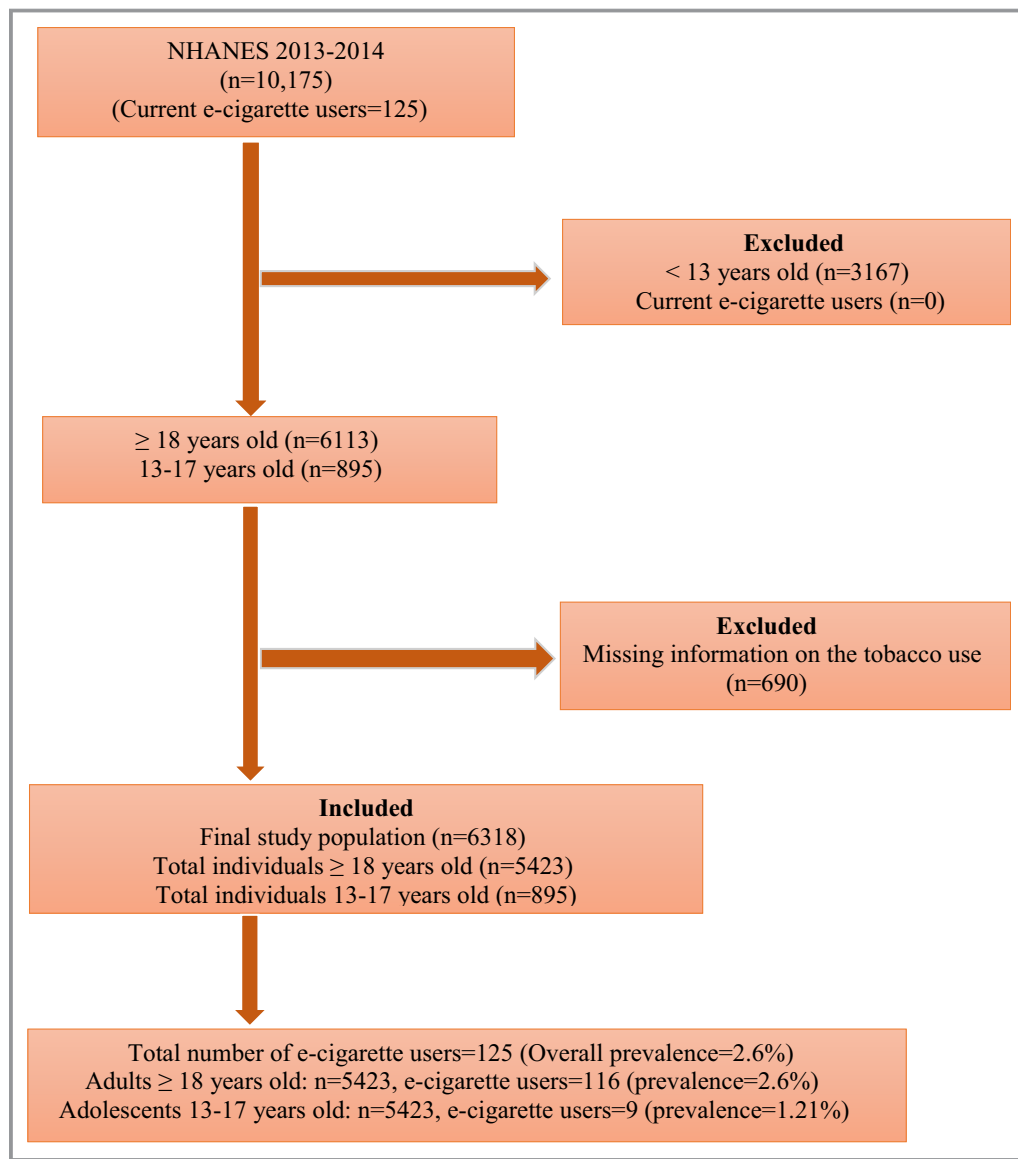 NHANES 2013-2014
(n=10,175)
(Current e-cigarette users=125)
Excluded
< 13 years old (n=3167)
Current e-cigarette users (n=0)
≥ 18 years old (n=6113)
13-17 years old (n=895)
Excluded
Missing information on the tobacco use
(n=690)
Included
Final study population (n=6318)
Total individuals ≥ 18 years old (n=5423)
Total individuals 13-17 years old (n=895)
Total number of e-cigarette users=125 (Overall prevalence=2.6%)
Adults ≥ 18 years old: n=5423, e-cigarette users=116 (prevalence=2.6%)
Adolescents 13-17 years old: n=5423, e-cigarette users=9 (prevalence=1.21%)